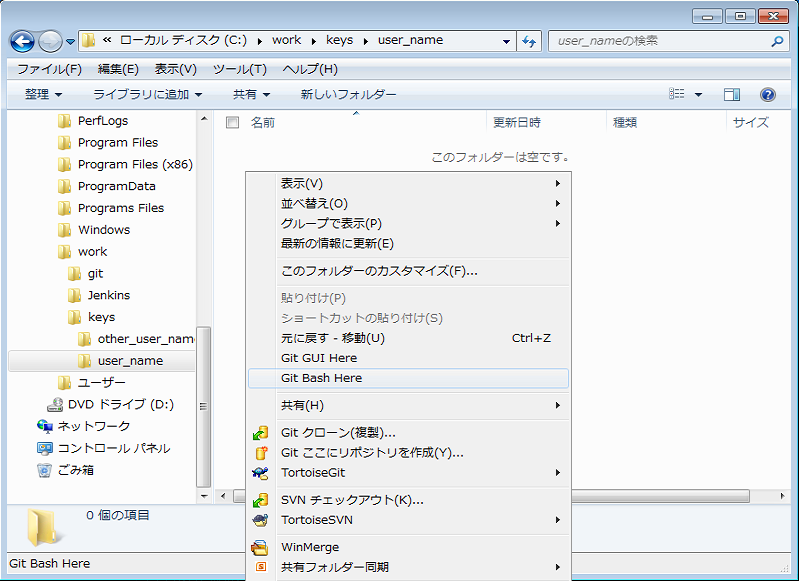 « ローカル ディスク (C:) ▸ work ▸ keys ▸ user_name
user_nameの検索
ファイル(F) 編集(E) 表示(V) ツール(T) ヘルプ(H)
整理 ライブラリに追加 共有 新しいフォルダー
PerfLogs
Program Files
Program Files (x86)
ProgramData
Programs Files
Windows
work
git
Jenkins
keys
other_user_nam
user_name
ユーザー
DVD ドライブ (D:)
ネットワーク
コントロール パネル
ごみ箱
名前 更新日時 種類 サイズ
このフォルダーは空です。
表示(V)
並べ替え(O)
グループで表示(P)
最新の情報に更新(E)
このフォルダーのカスタマイズ(F)...
貼り付け(P)
ショートカットの貼り付け(S)
元に戻す - 移動(U) Ctrl+Z
Git GUI Here
Git Bash Here
共有(H)
Git クローン(複製)...
Git ここにリポジトリを作成(Y)...
TortoiseGit
SVN チェックアウト(K)...
TortoiseSVN
WinMerge
共有フォルダー同期
0 個の項目
Git Bash Here